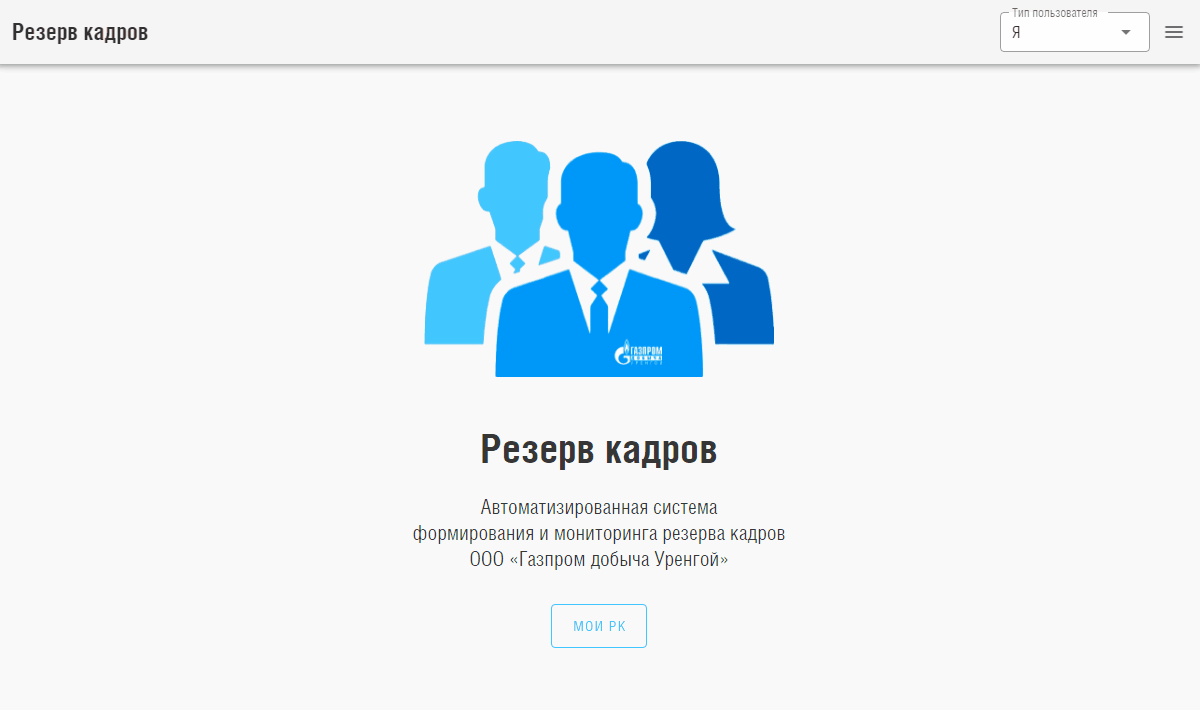 Резерв кадров
Тип пользователя
Я
ГАЗПРОМ
Резерв кадров
Автоматизированная система
формирования и мониторинга резерва кадров
ООО «Газпром добыча Уренгой»
МОИ РК